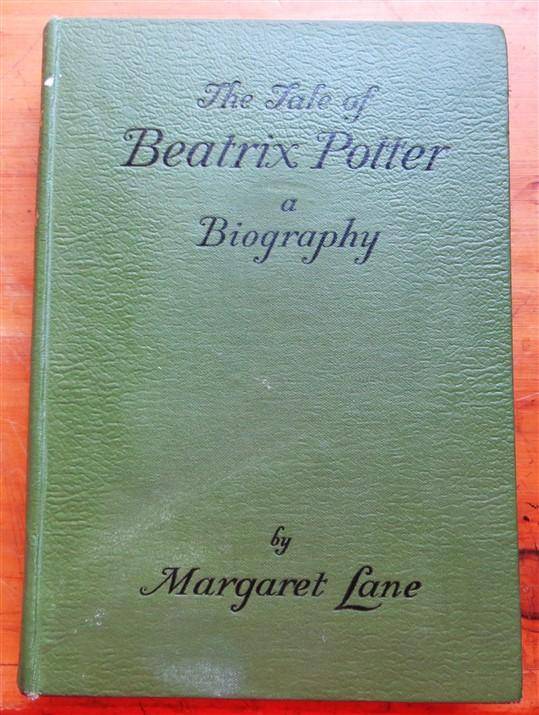 The Tale of
Beatrix Potter
a
Biography
by
Margaret Lane